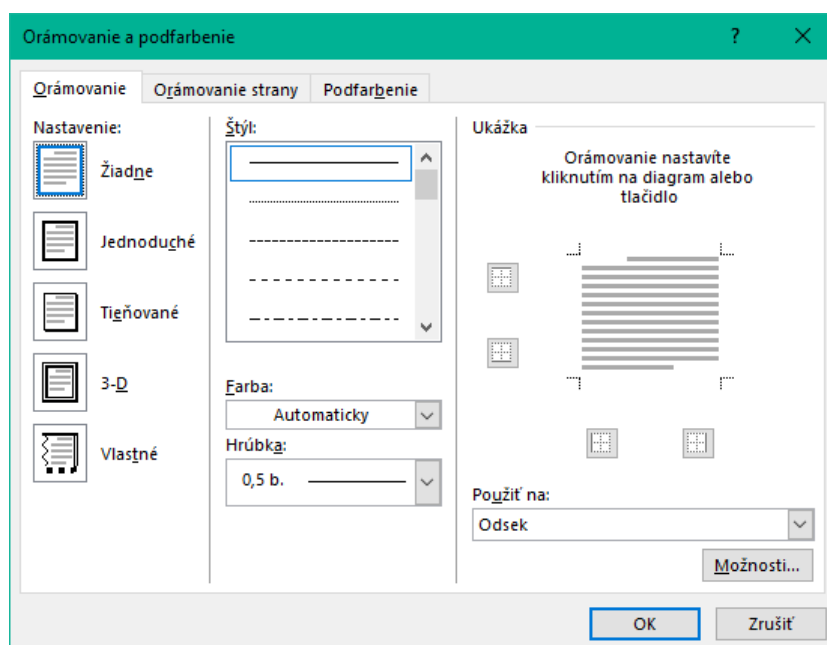 Orámovanie a podfarbenie
?
Orámovanie
Orámovanie strany
Podfarbenie
Nastavenie:
Žiadne
Jednoduché
Tieňované
3-D
Vlastné
Štýl:
Farba:
Automaticky
Hrúbka:
0,5 b.
Ukážka
Orámovanie nastavíte
kliknutím na diagram alebo
tlačidlo
Použiť na:
Odsek
Možnosti...
OK
Zrušiť